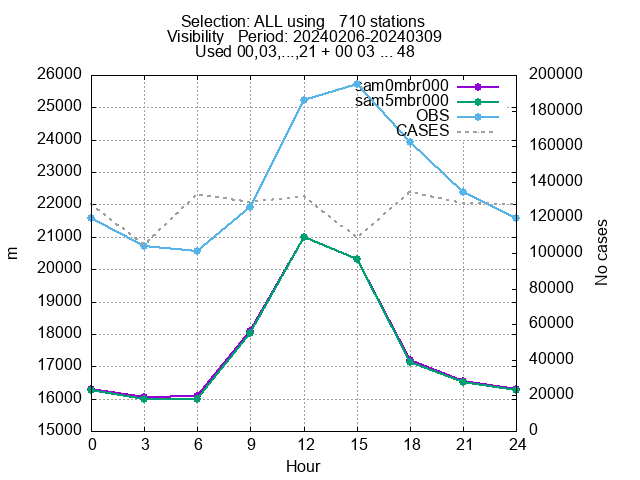 Selection: ALL using   710 stations
Visibility   Period: 20240206-20240309
Used 00,03,...,21 + 00 03 ... 48
26000
25000
24000
23000
22000
21000
20000
19000
18000
17000
16000
15000
m
sam0mbr000
sam5mbr000
OBS
CASES
200000
180000
160000
140000
120000
100000
80000
60000
40000
20000
0
No cases
0 3 6 9 12 15 18 21 24
Hour